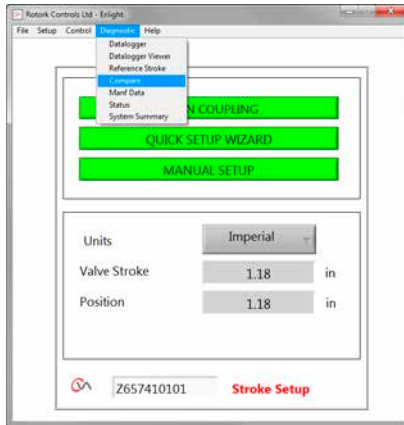 Rotork Controls Ltd - Enlight.
File Setup Control Diagnostic Help
Datalogger
Datalogger Viewer
Reference Stroke
Compare
Manf Data
Status
System Summary
N COUPLING
QUICK SETUP WIZARD
MANUAL SETUP
Units Imperial
Valve Stroke 1.18 in
Position 1.18 in
Z657410101 Stroke Setup